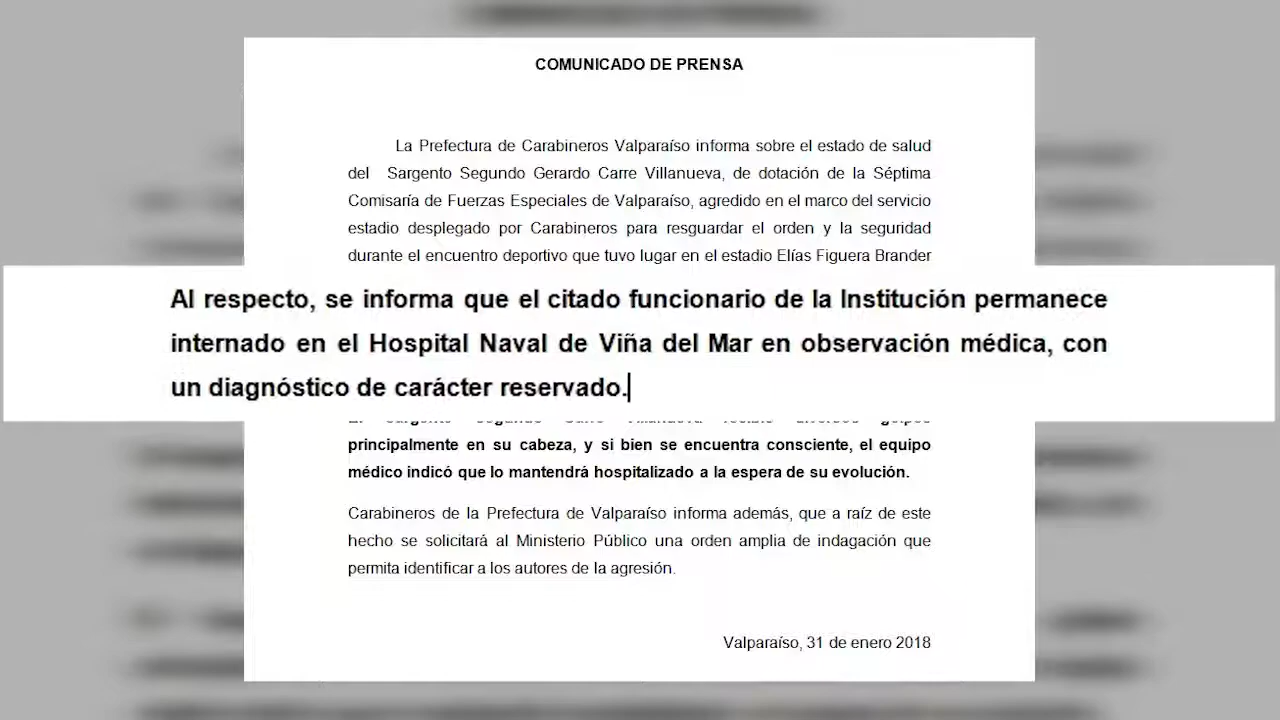 COMUNICADO DE PRENSA
La Prefectura de Carabineros Valparaíso informa sobre el estado de salud
del Sargento Segundo Gerardo Carre Villanueva, de dotación de la Séptima
Comisaría de Fuerzas Especiales de Valparaíso, agredido en el marco del servicio
estadio desplegado por Carabineros para resguardar el orden y la seguridad
durante el encuentro deportivo que tuvo lugar en el estadio Elías Figuera Brander
Al respecto, se informa que el citado funcionario de la Institución permanece
internado en el Hospital Naval de Viña del Mar en observación médica, con
un diagnóstico de carácter reservado.
principalmente en su cabeza, y si bien se encuentra consciente, el equipo
médico indicó que lo mantendrá hospitalizado a la espera de su evolución.
Carabineros de la Prefectura de Valparaíso informa además, que a raíz de este
hecho se solicitará al Ministerio Público una orden amplia de indagación que
permita identificar a los autores de la agresión.
Valparaíso, 31 de enero 2018